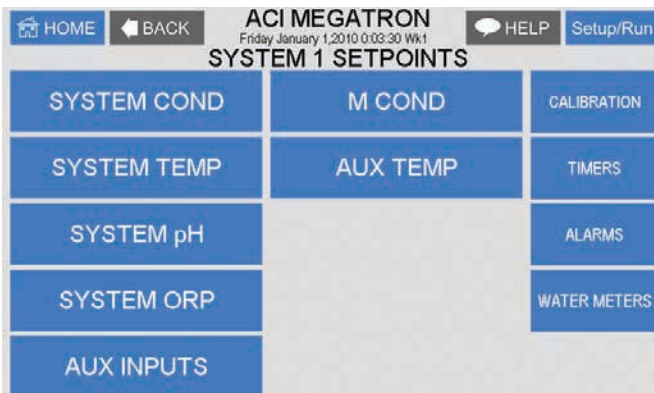 HOME BACK ACI MEGATRON HELP Setup/Run
Friday January 1,2010 0:03:30 Wk1
SYSTEM 1 SETPOINTS
SYSTEM COND M COND CALIBRATION
SYSTEM TEMP AUX TEMP TIMERS
SYSTEM pH ALARMS
SYSTEM ORP WATER METERS
AUX INPUTS